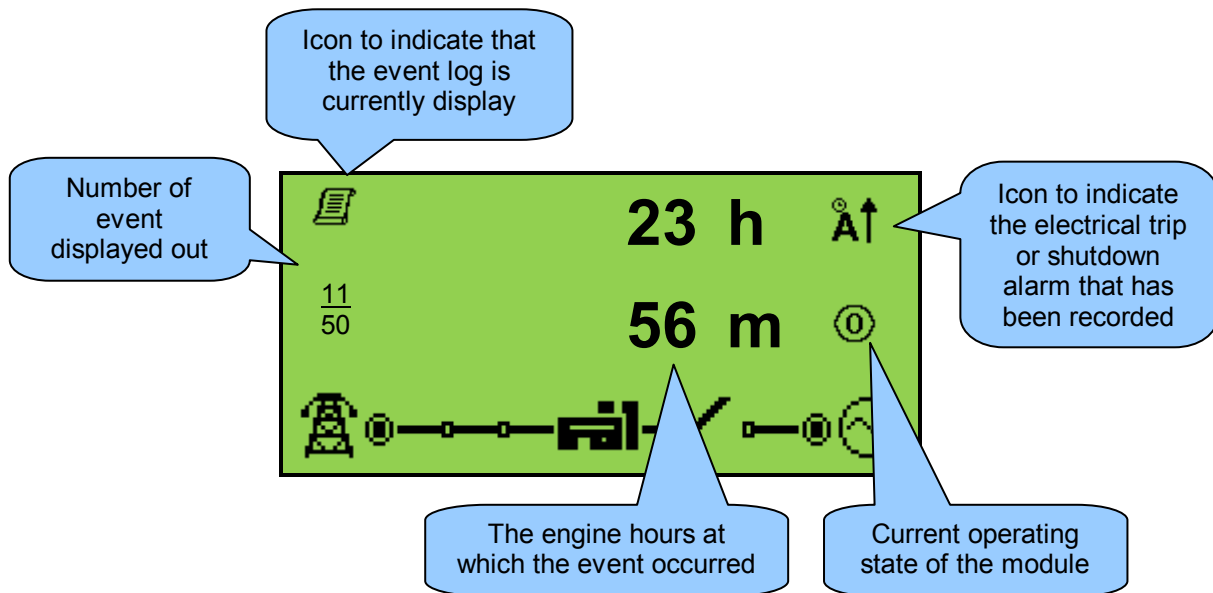 Icon to indicate that
the event log is
currently display
Number of
event
displayed out
Icon to indicate
the electrical trip
or shutdown
alarm that has
been recorded
23 h
A
11
50
56 m
0
The engine hours at
which the event occurred
Current operating
state of the module